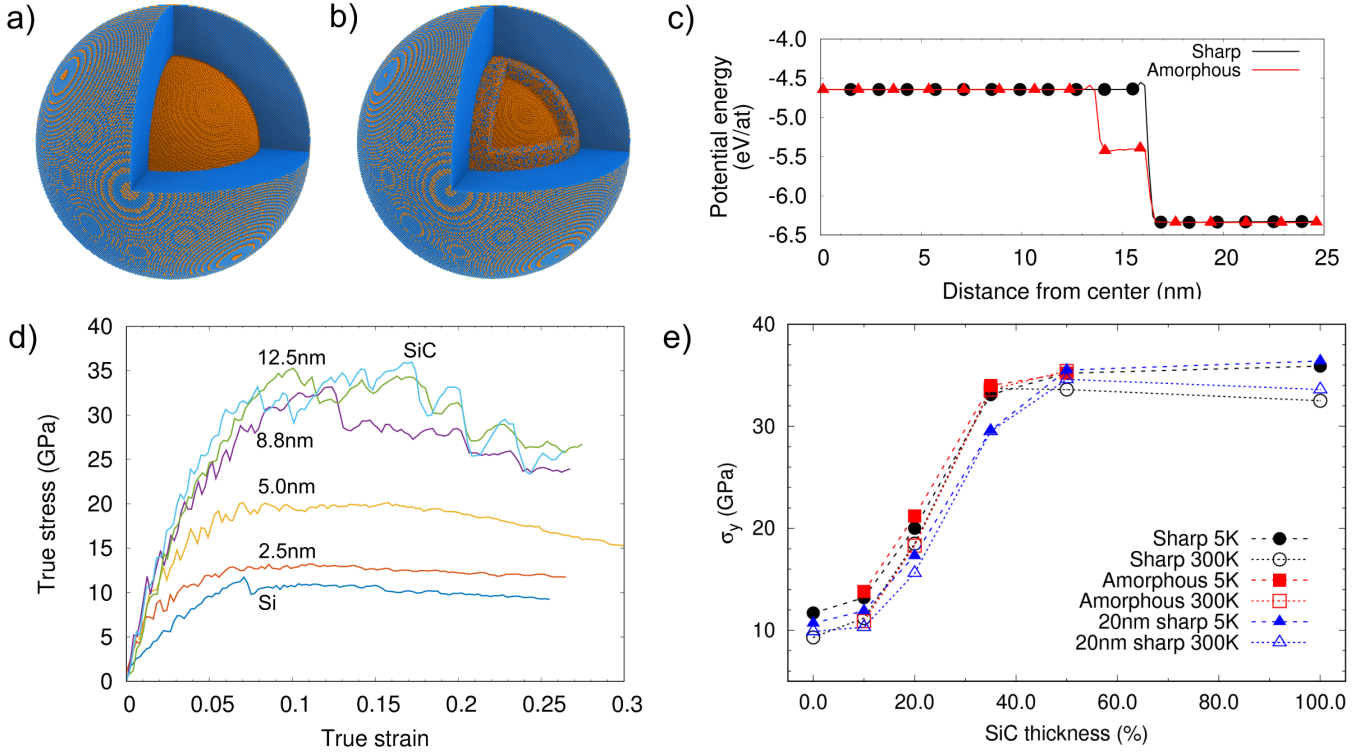 a)
b)
c)
-4.0
-4.5
-5.0
-5.5
-6.0
-6.5
Potential energy
(eV/at)
Sharp
Amorphous
0
5
10
15
20
25
Distance from center (nm)
d)
40
35
30
25
20
15
10
5
0
True stress (GPa)
12.5nm
SiC
8.8nm
5.0nm
2.5nm
Si
0
0.05
0.1
0.15
0.2
0.25
0.3
True strain
e)
40
30
20
10
σy (GPa)
Sharp 5K
Sharp 300K
Amorphous 5K
Amorphous 300K
20nm sharp 5K
20nm sharp 300K
0.0
20.0
40.0
60.0
80.0
100.0
SiC thickness (%)